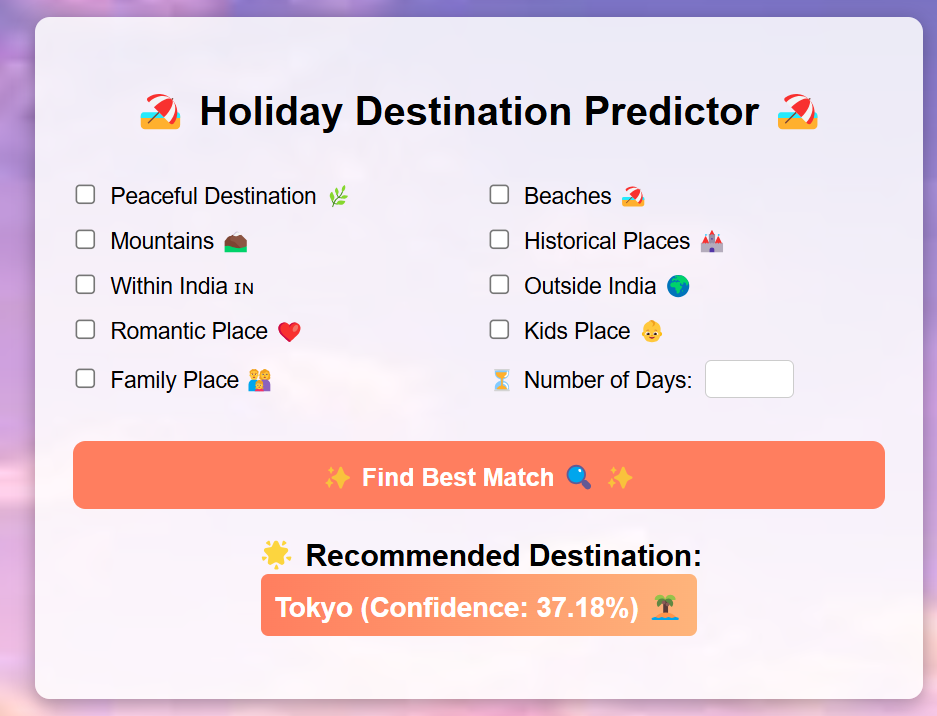 🏖️ Holiday Destination Predictor 🏖️
Peaceful Destination 🌿
Beaches 🏖️
Mountains ⛰️
Historical Places 🏰
Within India 🇮🇳
Outside India 🌍
Romantic Place ❤️
Kids Place 👶
Family Place 👨‍👩‍👧
⏳ Number of Days:
✨ Find Best Match 🔍 ✨
🌟 Recommended Destination:
Tokyo (Confidence: 37.18%) 🏝️